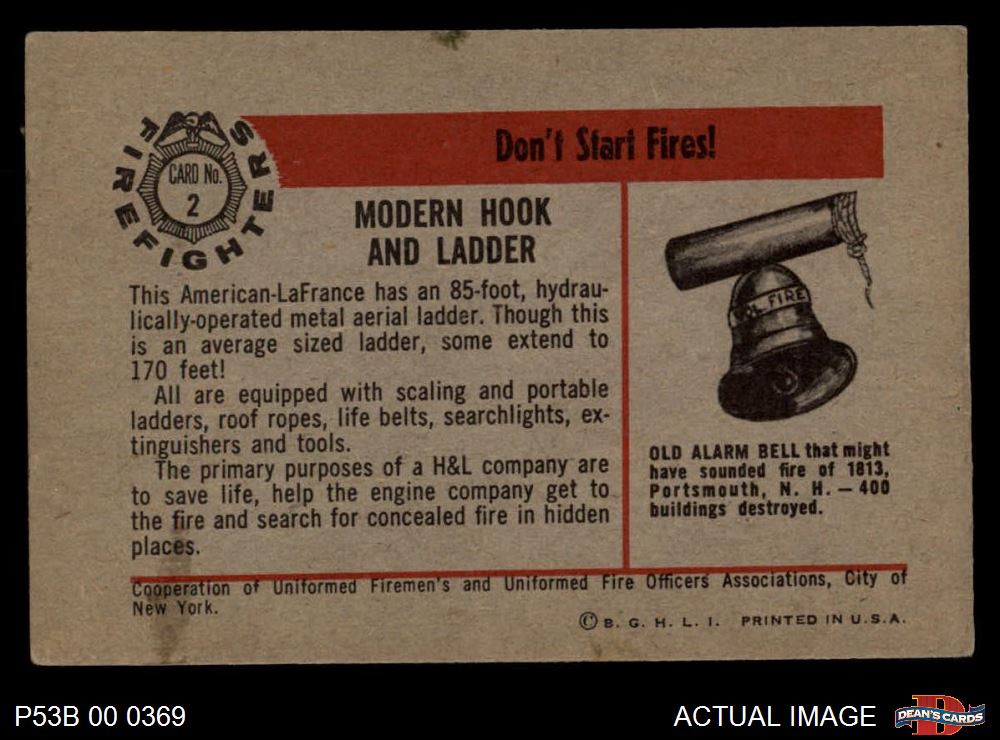 FIREFIGHTERS
CARD No.
2
Don't Start Fires!
MODERN HOOK
AND LADDER
This American-LaFrance has an 85-foot, hydrau-
lically-operated metal aerial ladder. Though this
is an average sized ladder, some extend to
170 feet!
All are equipped with scaling and portable
ladders, roof ropes, life belts, searchlights, ex-
tinguishers and tools.
The primary purposes of a H&L company are
to save life, help the engine company get to
the fire and search for concealed fire in hidden
places.
OL FIRE
OLD ALARM BELL that might
have sounded fire of 1813,
Portsmouth, N. H. — 400
buildings destroyed.
Cooperation of Uniformed Firemen's and Uniformed Fire Officers Associations, City of
New York.
© B. G. H. L. I. PRINTED IN U.S.A.
P53B 00 0369
ACTUAL IMAGE
D
DEAN'S CARDS